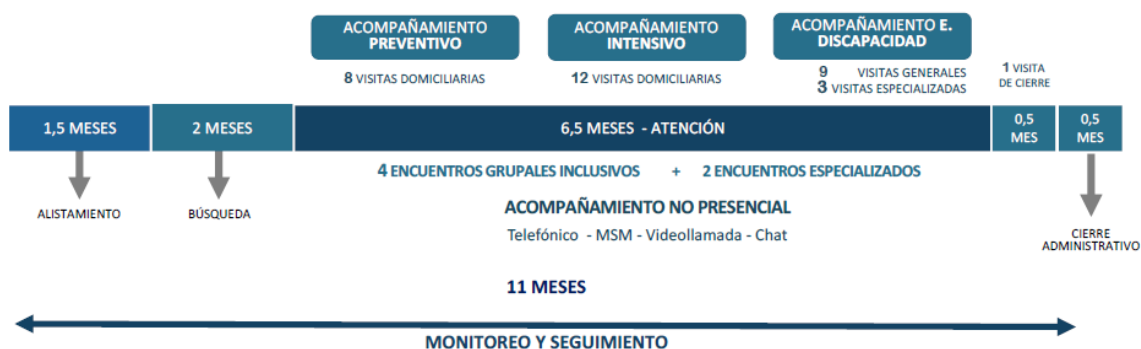 ACOMPAÑAMIENTO
PREVENTIVO
8 VISITAS DOMICILIARIAS
ACOMPAÑAMIENTO
INTENSIVO
12 VISITAS DOMICILIARIAS
ACOMPAÑAMIENTO E.
DISCAPACIDAD
9 VISITAS GENERALES
3 VISITAS ESPECIALIZADAS
1 VISITA
DE CIERRE
1,5 MESES
2 MESES
6,5 MESES - ATENCIÓN
0,5
MES
0,5
MES
ALISTAMIENTO
BÚSQUEDA
4 ENCUENTROS GRUPALES INCLUSIVOS + 2 ENCUENTROS ESPECIALIZADOS
ACOMPAÑAMIENTO NO PRESENCIAL
Telefónico - MSM - Videollamada - Chat
CIERRE
ADMINISTRATIVO
11 MESES
MONITOREO Y SEGUIMIENTO